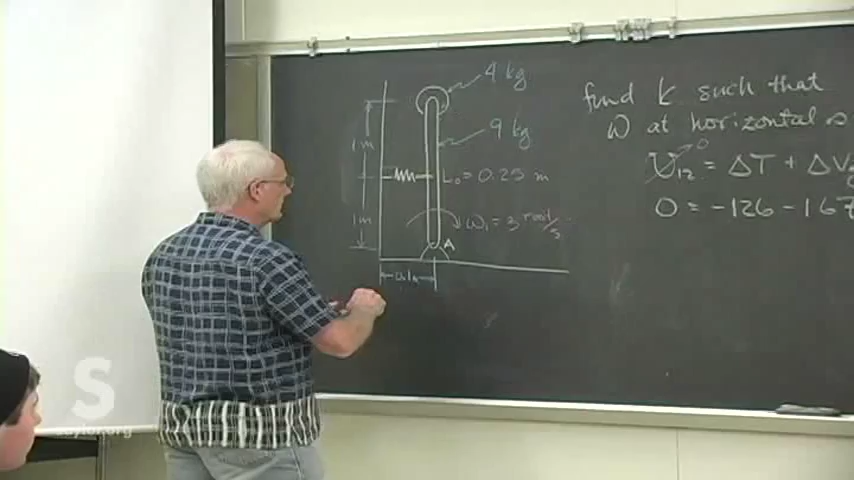 4 kg
9 kg
1 m
L₀ = 0.25 m
1 m
ω₁ = 3 rad/s
A
find k such that
ω at horizontal
U₁₂ = ΔT + ΔV
0
0 = -126 - 167
S
saylor.org